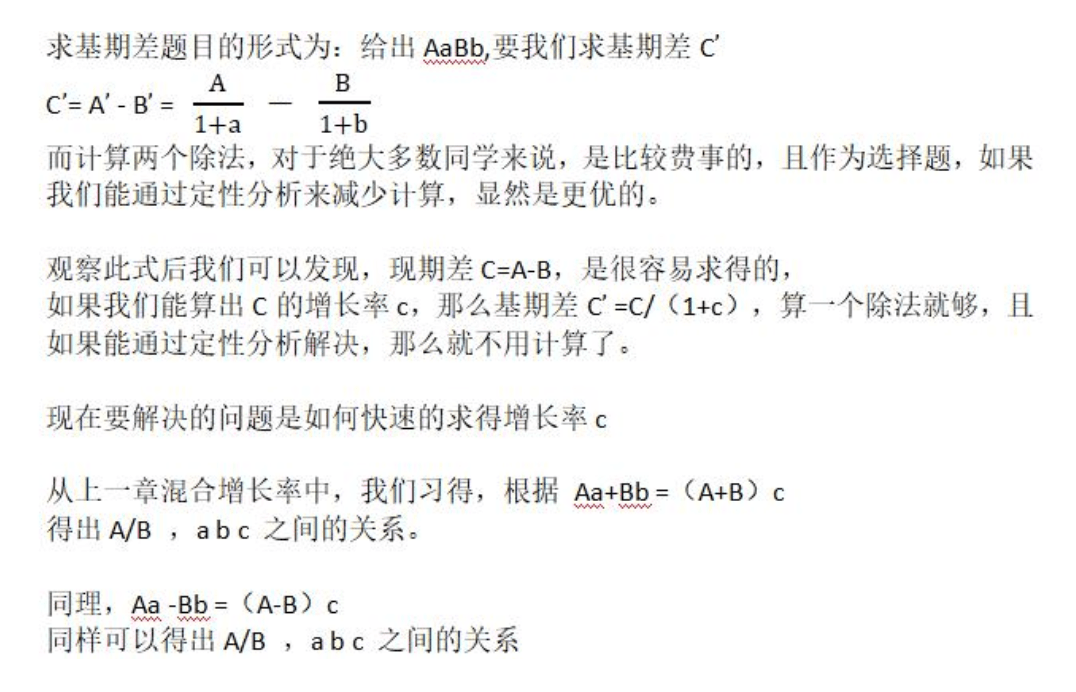 求基期差题目的形式为：给出 AaBb,要我们求基期差 C′
C′= A′ - B′ = A/1+a — B/1+b
而计算两个除法，对于绝大多数同学来说，是比较费事的，且作为选择题，如果
我们能通过定性分析来减少计算，显然是更优的。
观察此式后我们可以发现，现期差 C=A-B，是很容易求得的，
如果我们能算出 C 的增长率 c，那么基期差 C′ =C/（1+c），算一个除法就够，且
如果能通过定性分析解决，那么就不用计算了。
现在要解决的问题是如何快速的求得增长率 c
从上一章混合增长率中，我们习得，根据 Aa+Bb =（A+B）c
得出 A/B ，a b c 之间的关系。
同理，Aa -Bb =（A-B）c
同样可以得出 A/B ，a b c 之间的关系